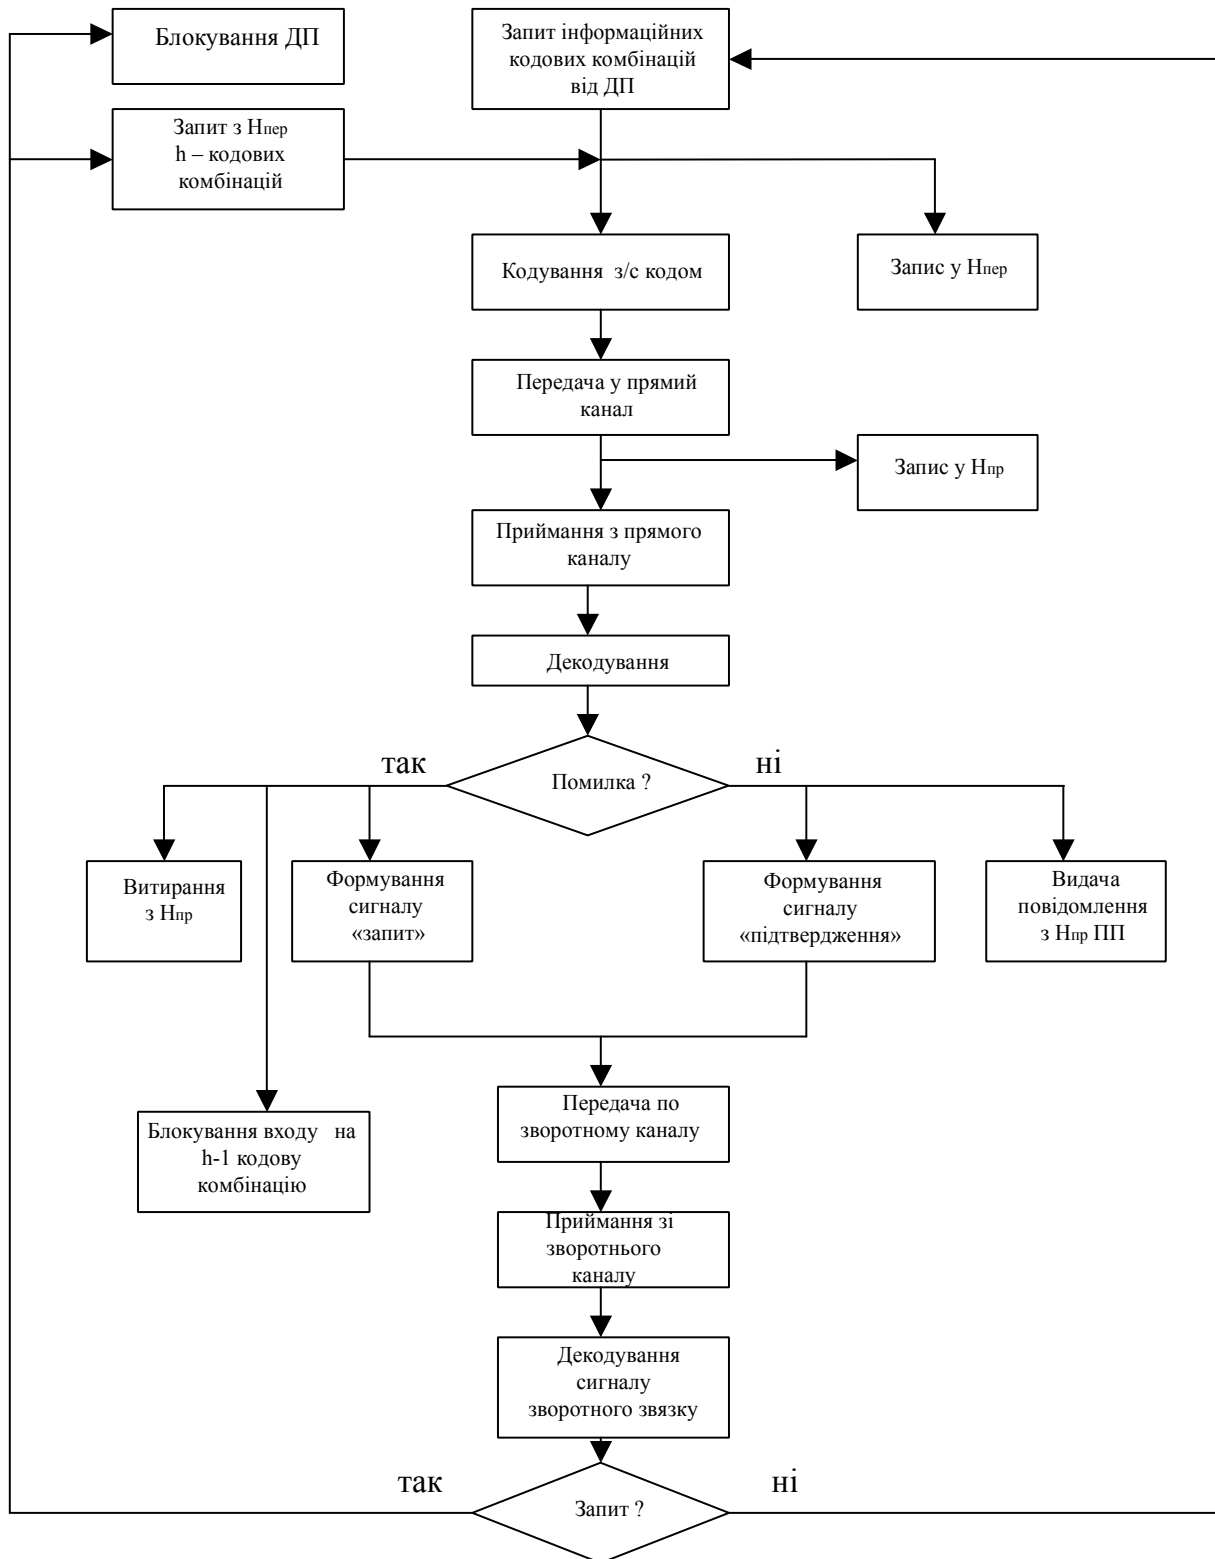 Блокування ДП
Запит інформаційних
кодових комбінацій
від ДП
Запит з Нпер
h – кодових
комбінацій
Кодування з/с кодом
Запис у Нпер
Передача у прямий
канал
Запис у Нпр
Приймання з прямого
каналу
Декодування
так
Помилка ?
ні
Витирання
з Нпр
Формування
сигналу
«запит»
Формування
сигналу
«підтвердження»
Видача
повідомлення
з Нпр ПП
Передача по
зворотному каналу
Блокування входу на
h-1 кодову
комбінацію
Приймання зі
зворотнього
каналу
Декодування
сигналу
зворотного звязку
так
Запит ?
ні